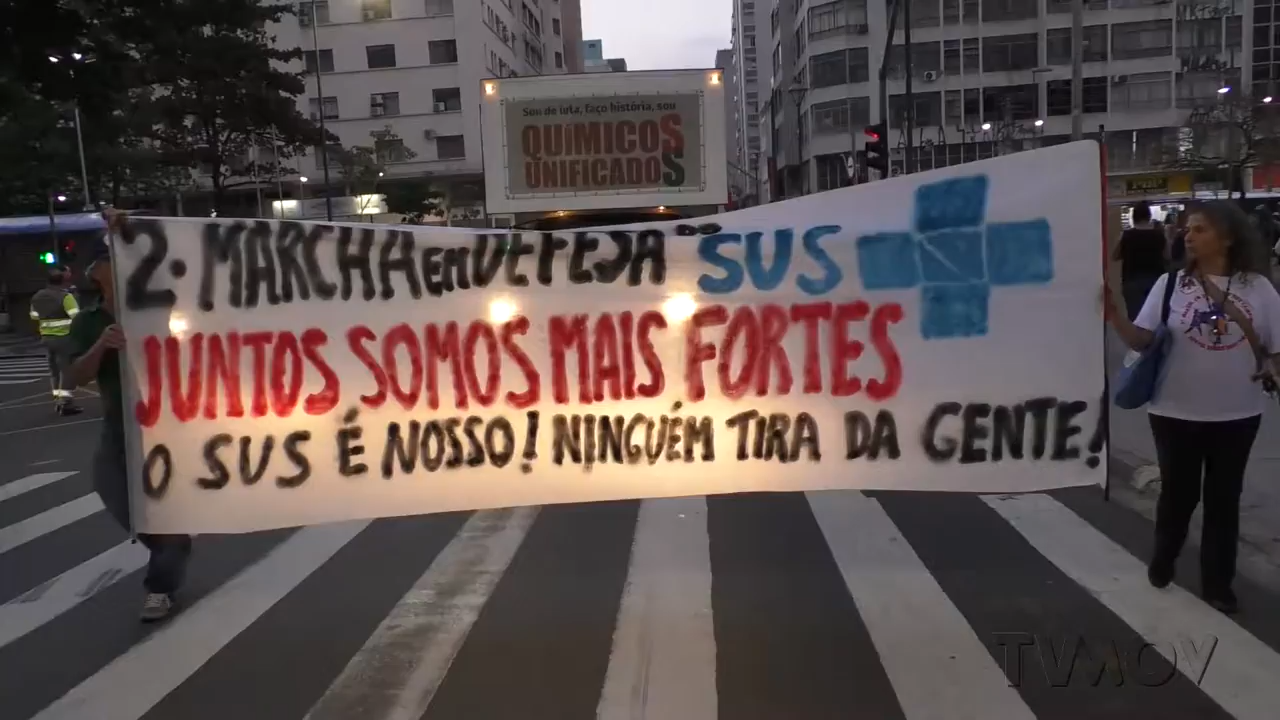 Sou de luta, faço história, sou
QUÍMICOS
UNIFICADOS
2ª MARCHA EM DEFESA DO SUS
JUNTOS SOMOS MAIS FORTES
O SUS É NOSSO! NINGUÉM TIRA DA GENTE!
TVMOV